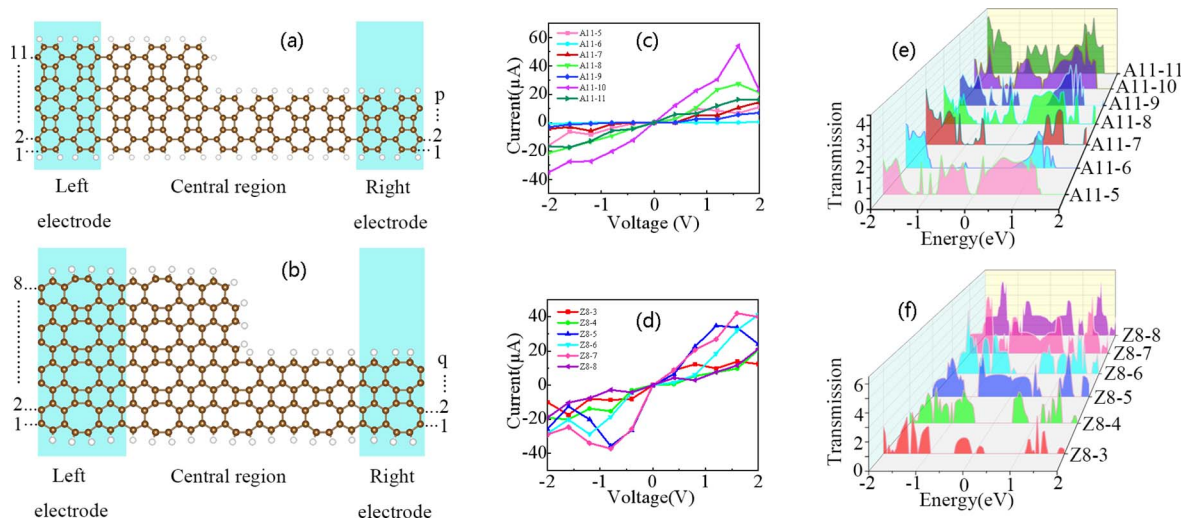 (a)
11
2
1
p
2
1
Left
electrode
Central region
Right
electrode
(b)
8
2
1
q
2
1
Left
electrode
Central region
Right
electrode
(c)
Current(μA)
60
40
20
0
-20
-40
A11-5
A11-6
A11-7
A11-8
A11-9
A11-10
A11-11
-2 -1 0 1 2
Voltage (V)
(d)
Current(μA)
40
20
0
-20
-40
Z8-3
Z8-4
Z8-5
Z8-6
Z8-7
Z8-8
-2 -1 0 1 2
Voltage(V)
(e)
Transmission
4
3
2
1
0
-2 -1 0 1 2
Energy(eV)
A11-11
A11-10
A11-9
A11-8
A11-7
A11-6
A11-5
(f)
Transmission
6
5
4
3
2
1
0
-2 -1 0 1 2
Energy(eV)
Z8-8
Z8-7
Z8-6
Z8-5
Z8-4
Z8-3